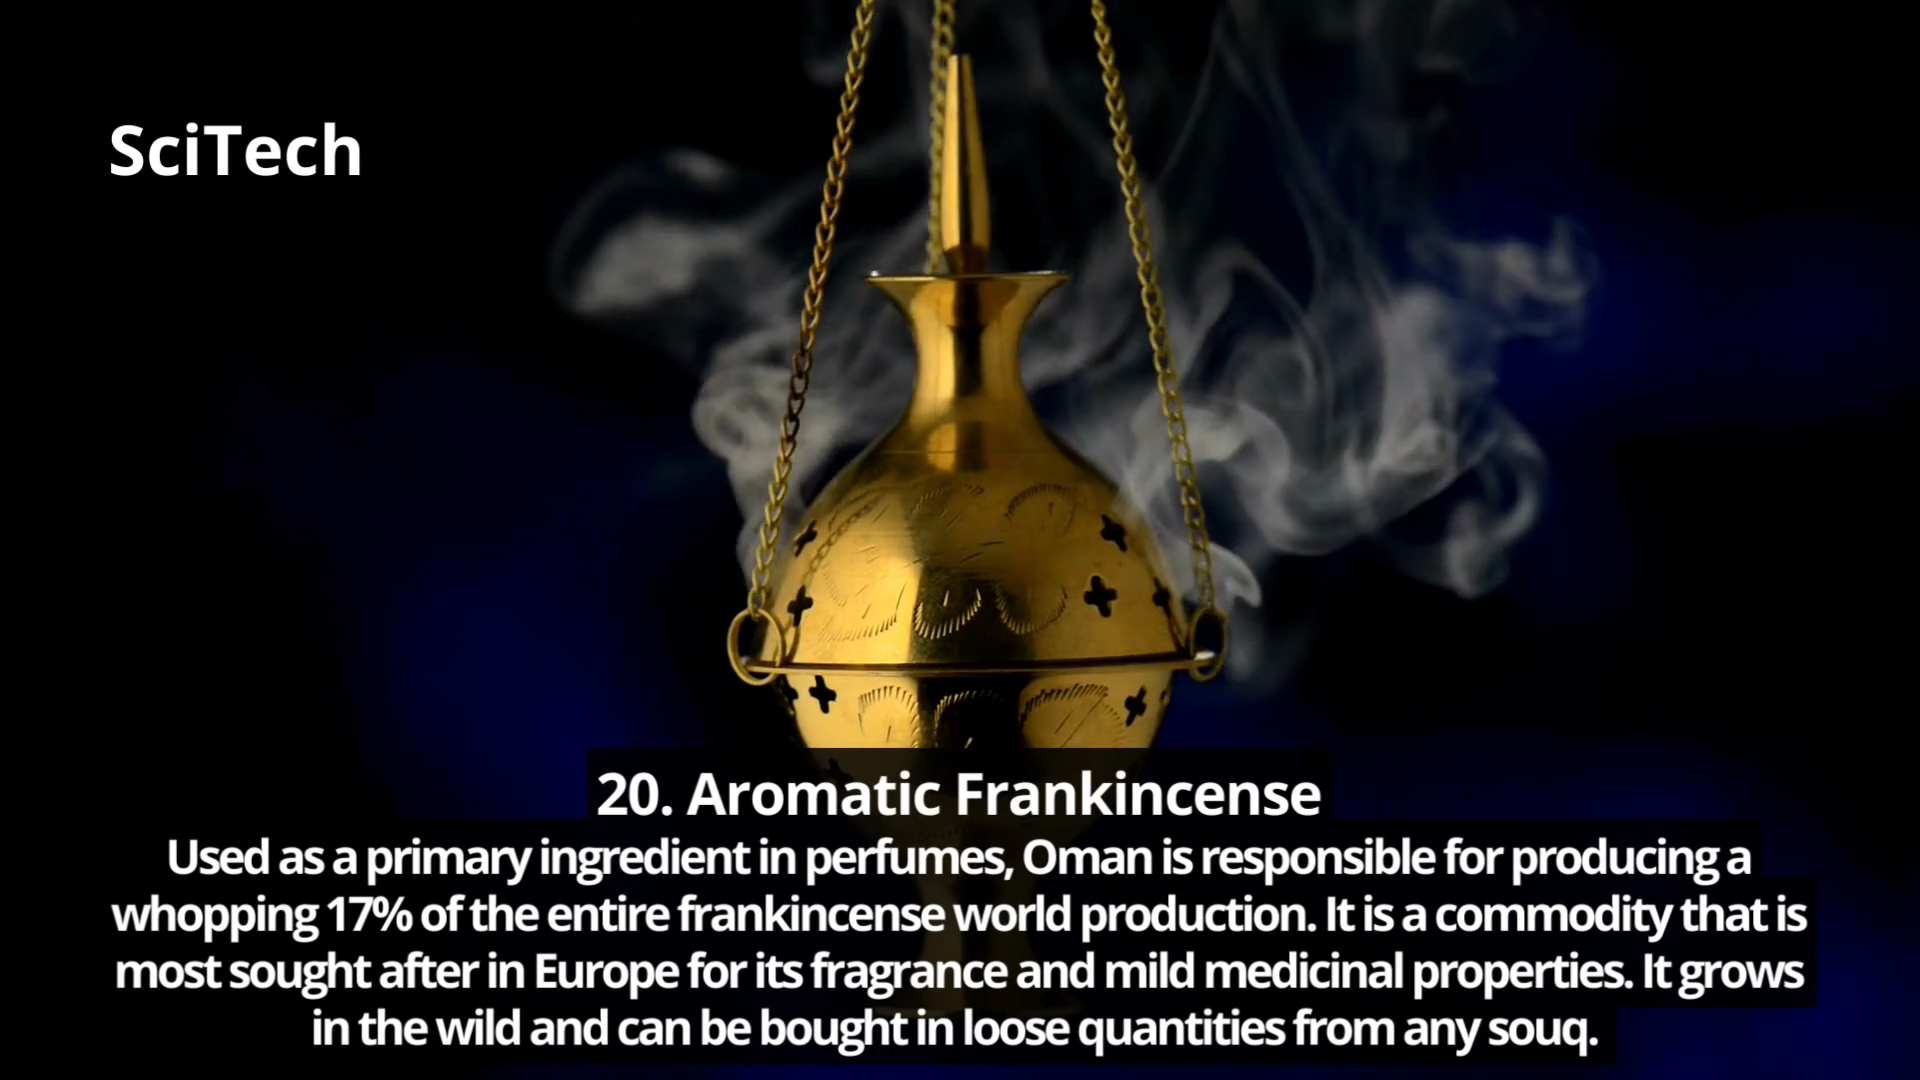 SciTech
20. Aromatic Frankincense
Used as a primary ingredient in perfumes, Oman is responsible for producing a
whopping 17% of the entire frankincense world production. It is a commodity that is
most sought after in Europe for its fragrance and mild medicinal properties. It grows
in the wild and can be bought in loose quantities from any souq.